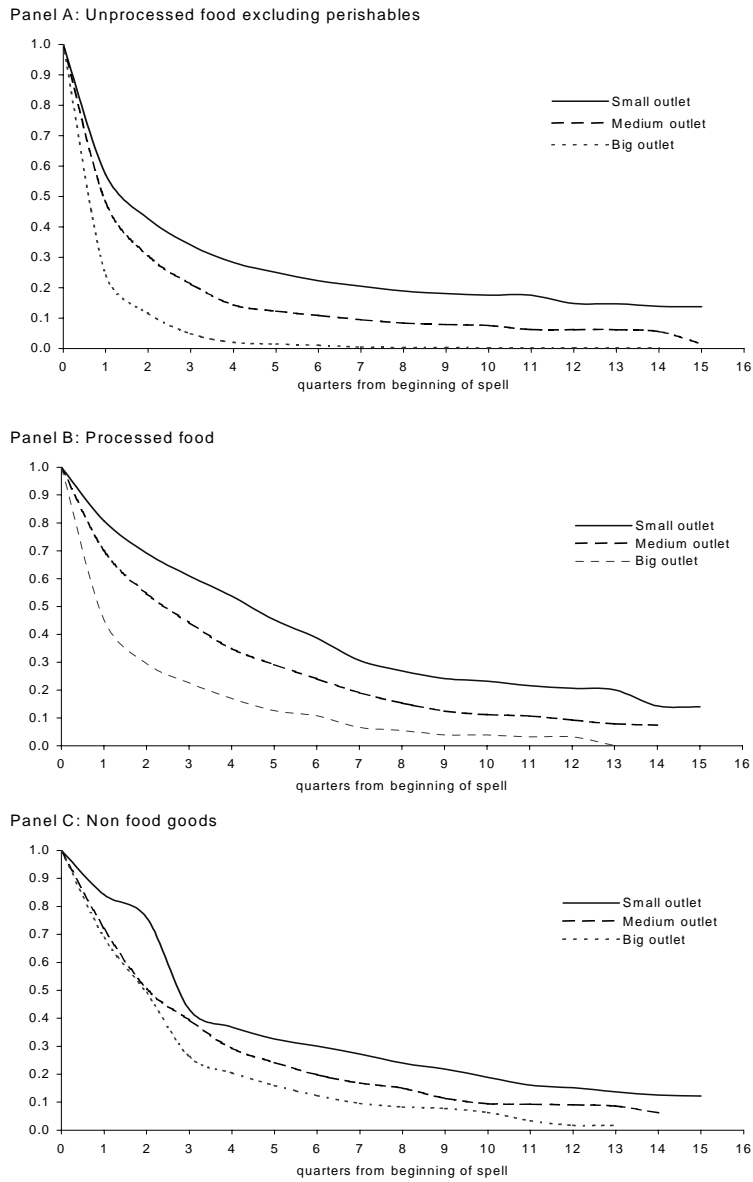 Panel A: Unprocessed food excluding perishables
1.0
0.9
0.8
0.7
0.6
0.5
0.4
0.3
0.2
0.1
0.0
Small outlet
Medium outlet
Big outlet
0 1 2 3 4 5 6 7 8 9 10 11 12 13 14 15 16
quarters from beginning of spell
Panel B: Processed food
1.0
0.9
0.8
0.7
0.6
0.5
0.4
0.3
0.2
0.1
0.0
Small outlet
Medium outlet
Big outlet
0 1 2 3 4 5 6 7 8 9 10 11 12 13 14 15 16
quarters from beginning of spell
Panel C: Non food goods
1.0
0.9
0.8
0.7
0.6
0.5
0.4
0.3
0.2
0.1
0.0
Small outlet
Medium outlet
Big outlet
0 1 2 3 4 5 6 7 8 9 10 11 12 13 14 15 16
quarters from beginning of spell